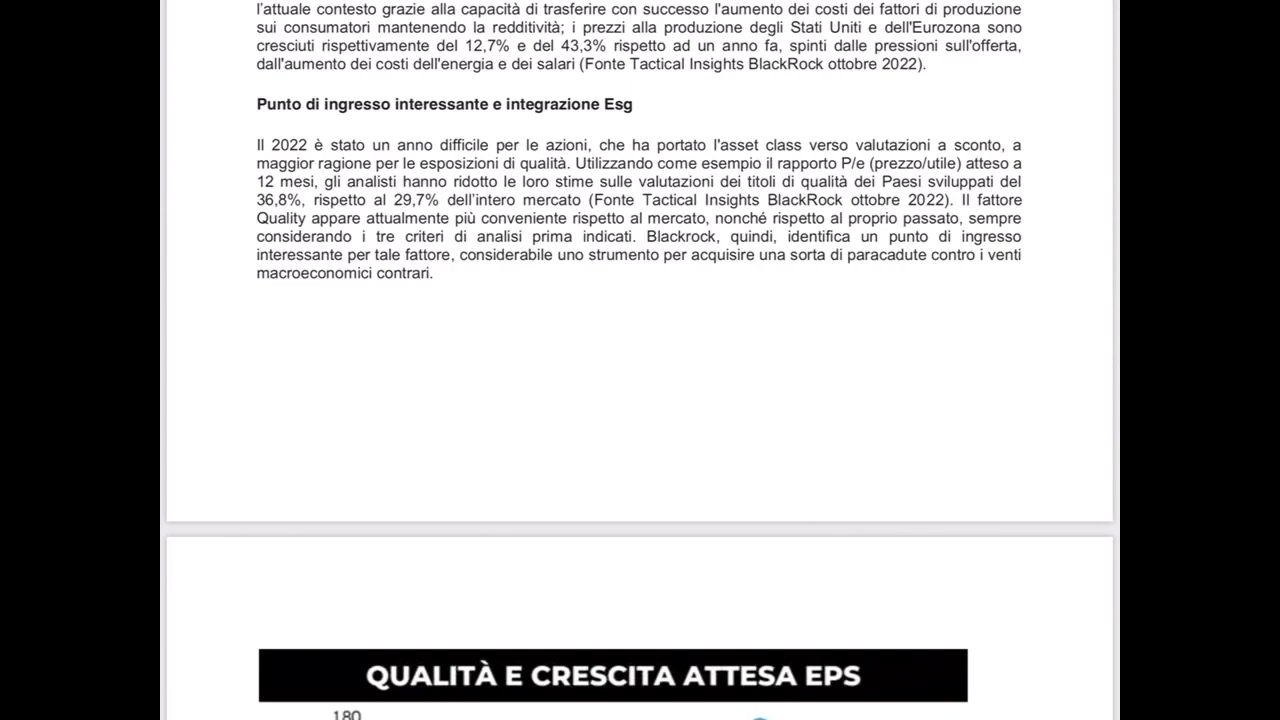 l'attuale contesto grazie alla capacità di trasferire con successo l'aumento dei costi dei fattori di produzione
sui consumatori mantenendo la redditività; i prezzi alla produzione degli Stati Uniti e dell'Eurozona sono
cresciuti rispettivamente del 12,7% e del 43,3% rispetto ad un anno fa, spinti dalle pressioni sull'offerta,
dall'aumento dei costi dell'energia e dei salari (Fonte Tactical Insights BlackRock ottobre 2022).
Punto di ingresso interessante e integrazione Esg
Il 2022 è stato un anno difficile per le azioni, che ha portato l'asset class verso valutazioni a sconto, a
maggior ragione per le esposizioni di qualità. Utilizzando come esempio il rapporto P/e (prezzo/utile) atteso a
12 mesi, gli analisti hanno ridotto le loro stime sulle valutazioni dei titoli di qualità dei Paesi sviluppati del
36,8%, rispetto al 29,7% dell’intero mercato (Fonte Tactical Insights BlackRock ottobre 2022). Il fattore
Quality appare attualmente più conveniente rispetto al mercato, nonché rispetto al proprio passato, sempre
considerando i tre criteri di analisi prima indicati. Blackrock, quindi, identifica un punto di ingresso
interessante per tale fattore, considerabile uno strumento per acquisire una sorta di paracadute contro i venti
macroeconomici contrari.
QUALITÀ E CRESCITA ATTESA EPS
180